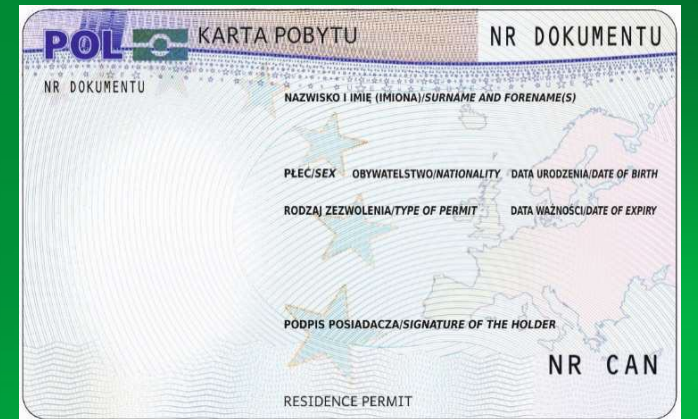 POL KARTA POBYTU NR DOKUMENTU
NR DOKUMENTU
NAZWISKO I IMIĘ (IMIONA)/SURNAME AND FORENAME(S)
PŁEĆ/SEX OBYWATELSTWO/NATIONALITY DATA URODZENIA/DATE OF BIRTH
RODZAJ ZEZWOLENIA/TYPE OF PERMIT DATA WAŻNOŚCI/DATE OF EXPIRY
PODPIS POSIADACZA/SIGNATURE OF THE HOLDER
NR CAN
RESIDENCE PERMIT